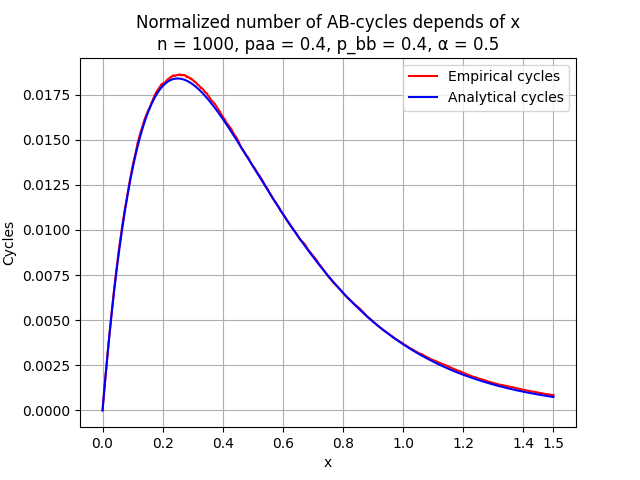 Normalized number of AB-cycles depends of x
n = 1000, paa = 0.4, p_bb = 0.4, α = 0.5
Empirical cycles
Analytical cycles
Cycles
0.0175
0.0150
0.0125
0.0100
0.0075
0.0050
0.0025
0.0000
0.0 0.2 0.4 0.6 0.8 1.0 1.2 1.4 1.5
x